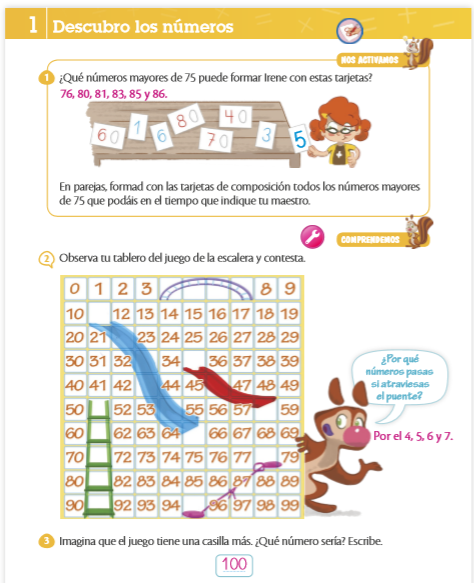 1 Descubro los números
NOS ACTIVAMOS
1 ¿Qué números mayores de 75 puede formar Irene con estas tarjetas?
76, 80, 81, 83, 85 y 86.
60 1 6 80 70 40 3 5
En parejas, formad con las tarjetas de composición todos los números mayores
de 75 que podáis en el tiempo que indique tu maestro.
COMPRENDEMOS
2 Observa tu tablero del juego de la escalera y contesta.
0 1 2 3 8 9
10 12 13 14 15 16 17 18 19
20 21 23 24 25 26 27 28 29
30 31 32 34 36 37 38 39
40 41 42 44 45 47 48 49
50 52 53 55 56 57 59
60 62 63 64 66 67 68 69
70 72 73 74 75 76 77 79
80 82 83 84 85 86 87 88 89
90 92 93 94 96 97 98 99
¿Por qué
números pasas
si atraviesas
el puente?
Por el 4, 5, 6 y 7.
3 Imagina que el juego tiene una casilla más. ¿Qué número sería? Escribe.
100